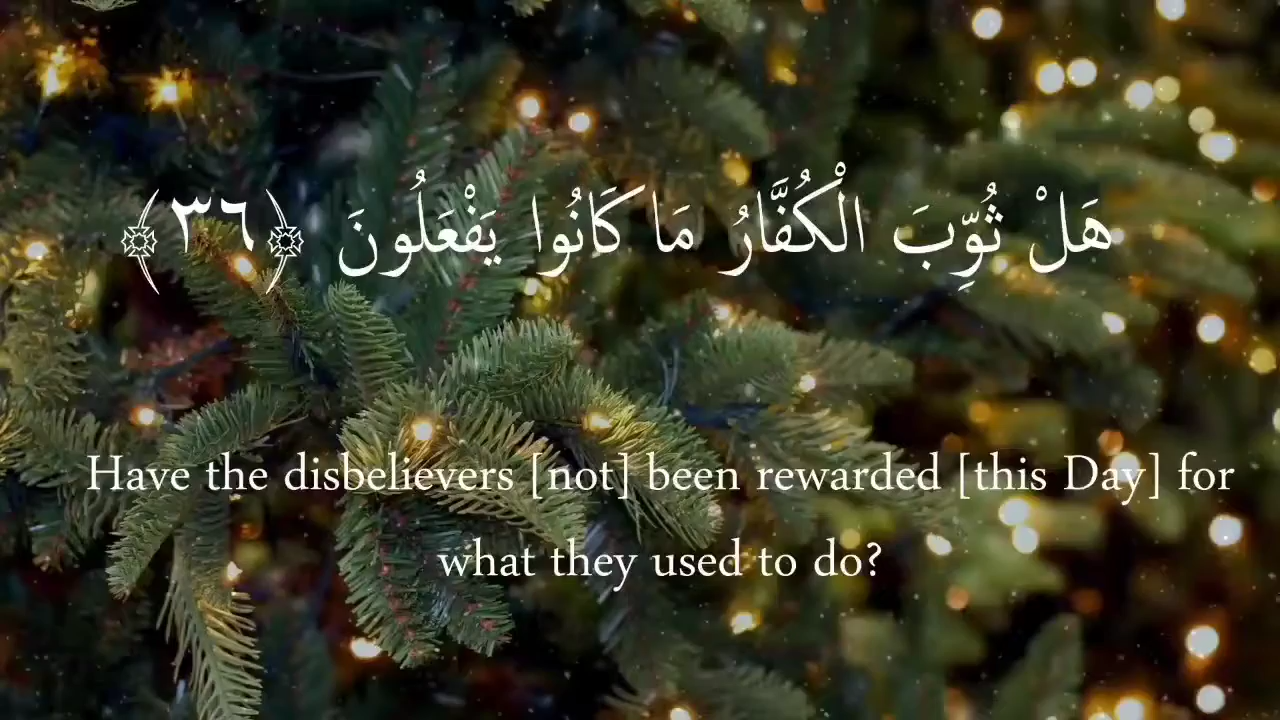 هَلْ ثُوِّبَ الْكُفَّارُ مَا كَانُوا يَفْعَلُونَ ﴿٣٦﴾
Have the disbelievers [not] been rewarded [this Day] for
what they used to do?